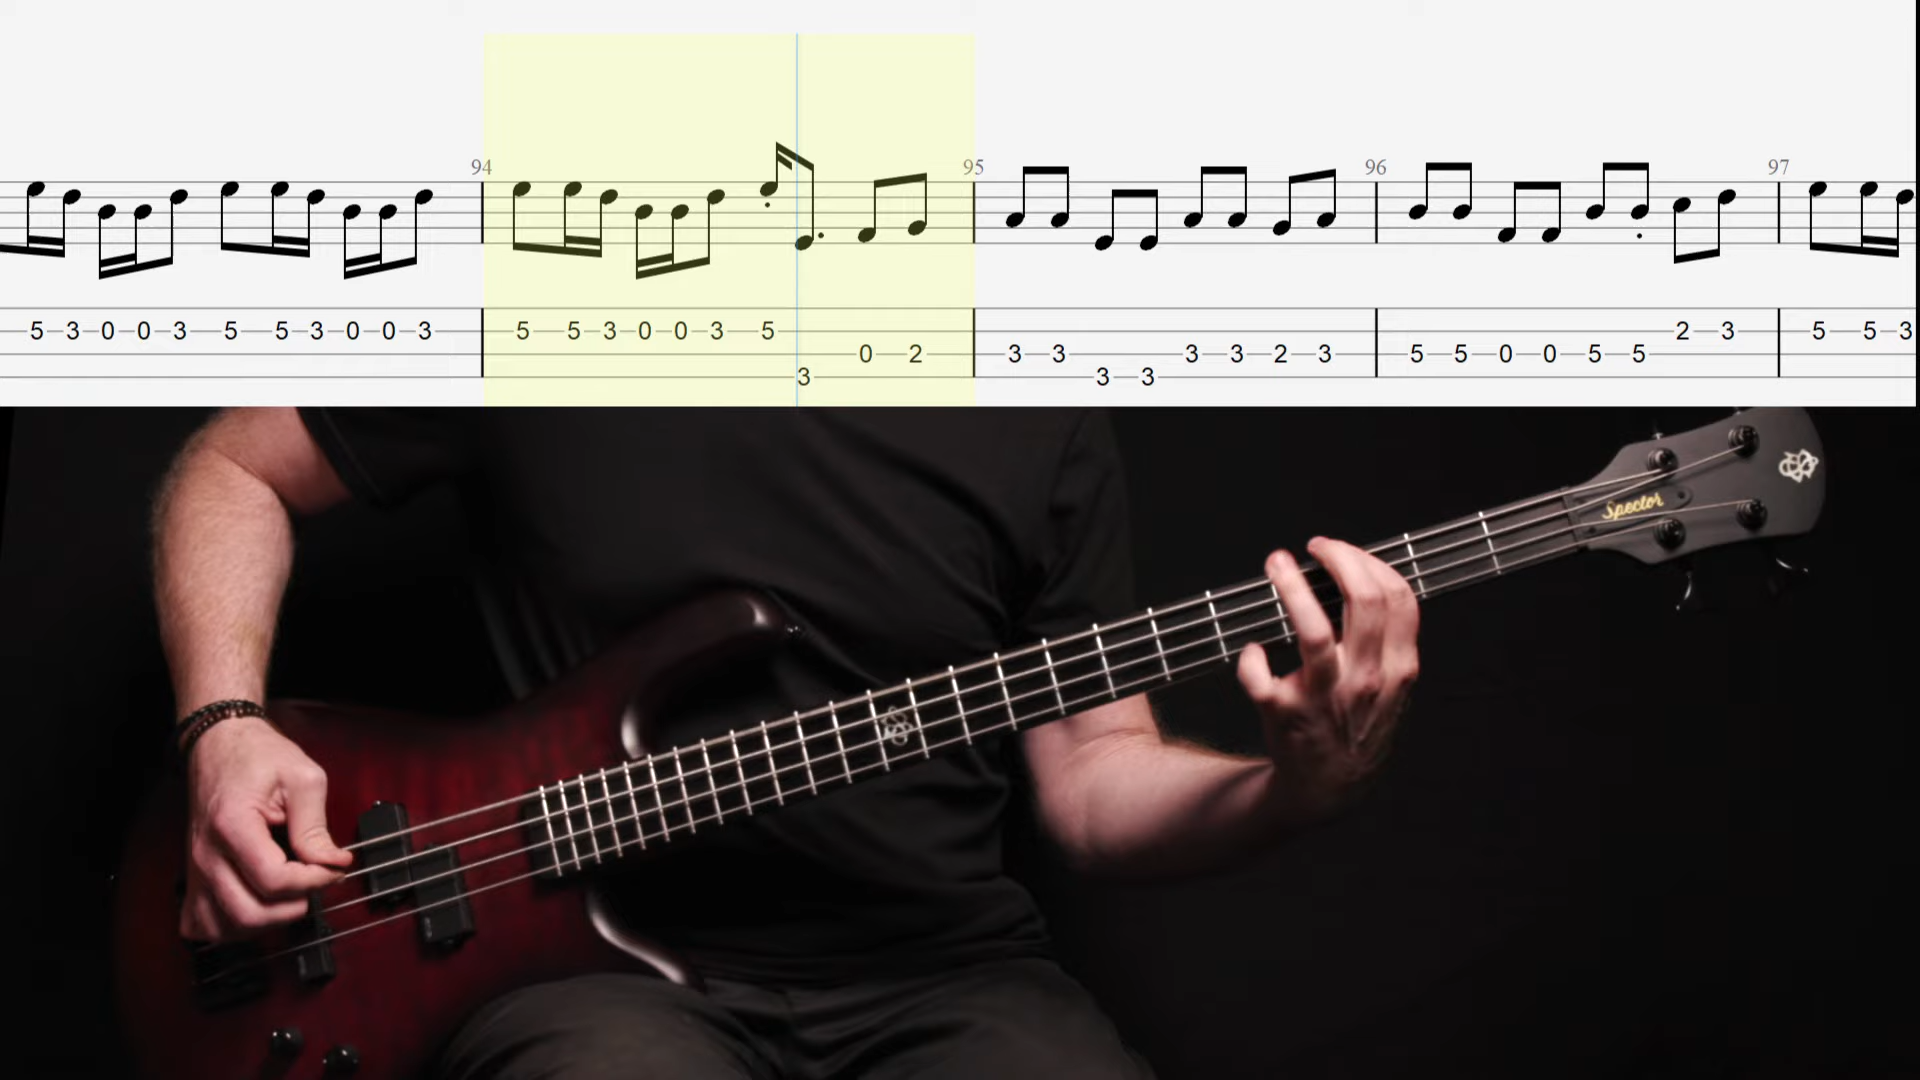 94 95 96 97
5 3 0 0 3 5 5 3 0 0 3 5 5 3 0 0 3 5 2 3 5 5 3
0 2 3 3 3 3 2 3 5 5 0 0 5 5
3 3 3
Spector